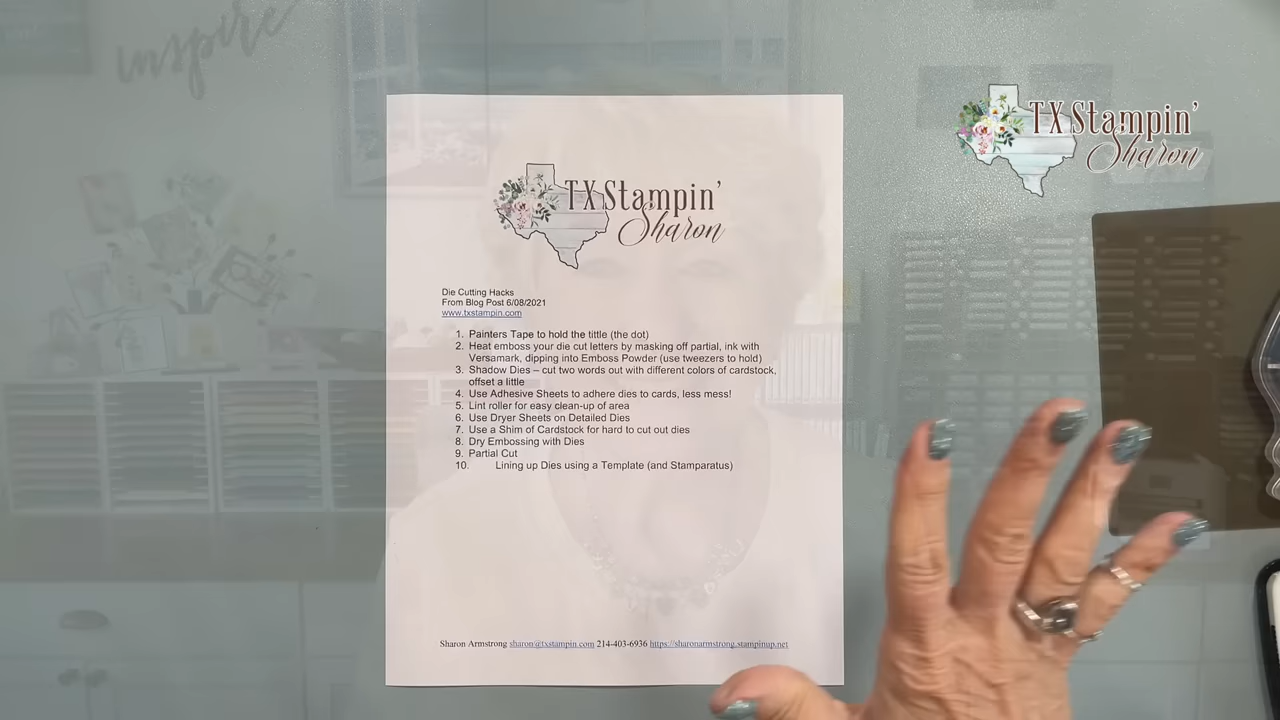 inspire
TX Stampin'
Sharon
TX Stampin'
Sharon
Die Cutting Hacks
From Blog Post 6/08/2021
www.txstampin.com
1. Painters Tape to hold the tittle (the dot)
2. Heat emboss your die cut letters by masking off partial, ink with
Versamark, dipping into Emboss Powder (use tweezers to hold)
3. Shadow Dies – cut two words out with different colors of cardstock,
offset a little
4. Use Adhesive Sheets to adhere dies to cards, less mess!
5. Lint roller for easy clean-up of area
6. Use Dryer Sheets on Detailed Dies
7. Use a Shim of Cardstock for hard to cut out dies
8. Dry Embossing with Dies
9. Partial Cut
10. Lining up Dies using a Template (and Stamparatus)
Sharon Armstrong sharon@txstampin.com 214-403-6936 https://sharonarmstrong.stampinup.net